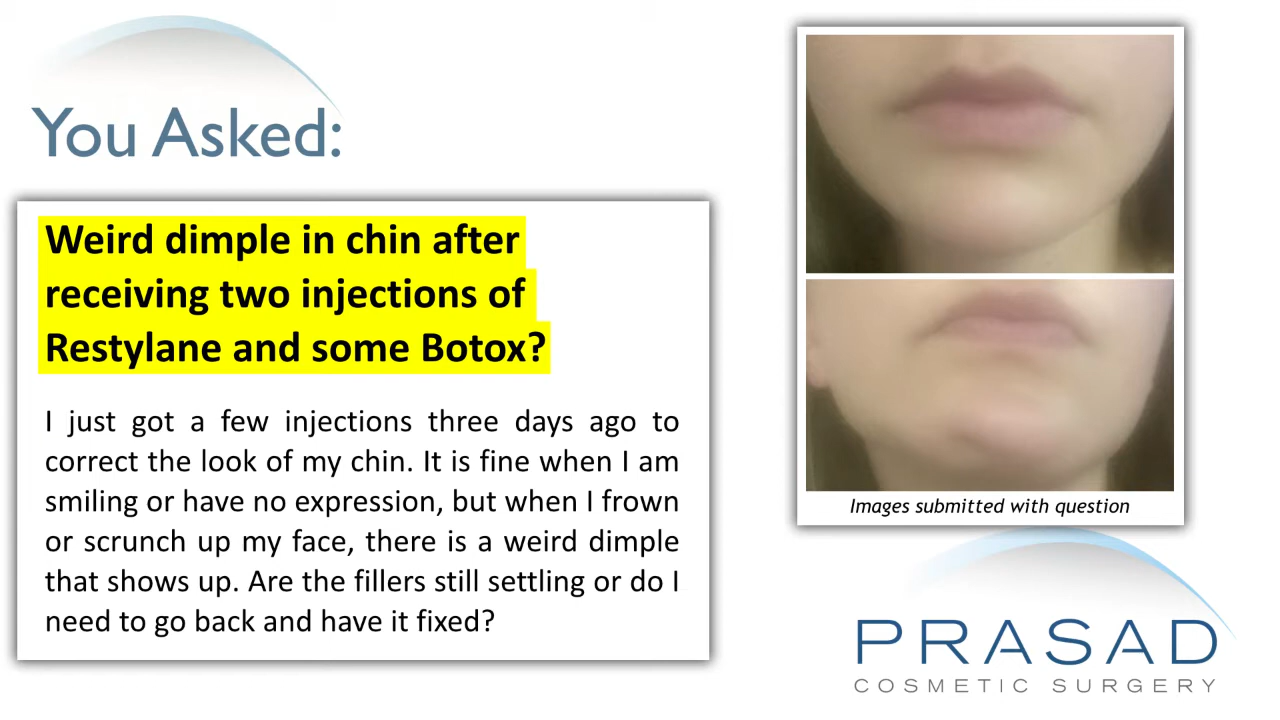 You Asked:
Weird dimple in chin after
receiving two injections of
Restylane and some Botox?
I just got a few injections three days ago to
correct the look of my chin. It is fine when I am
smiling or have no expression, but when I frown
or scrunch up my face, there is a weird dimple
that shows up. Are the fillers still settling or do I
need to go back and have it fixed?
Images submitted with question
PRASAD
COSMETIC SURGERY